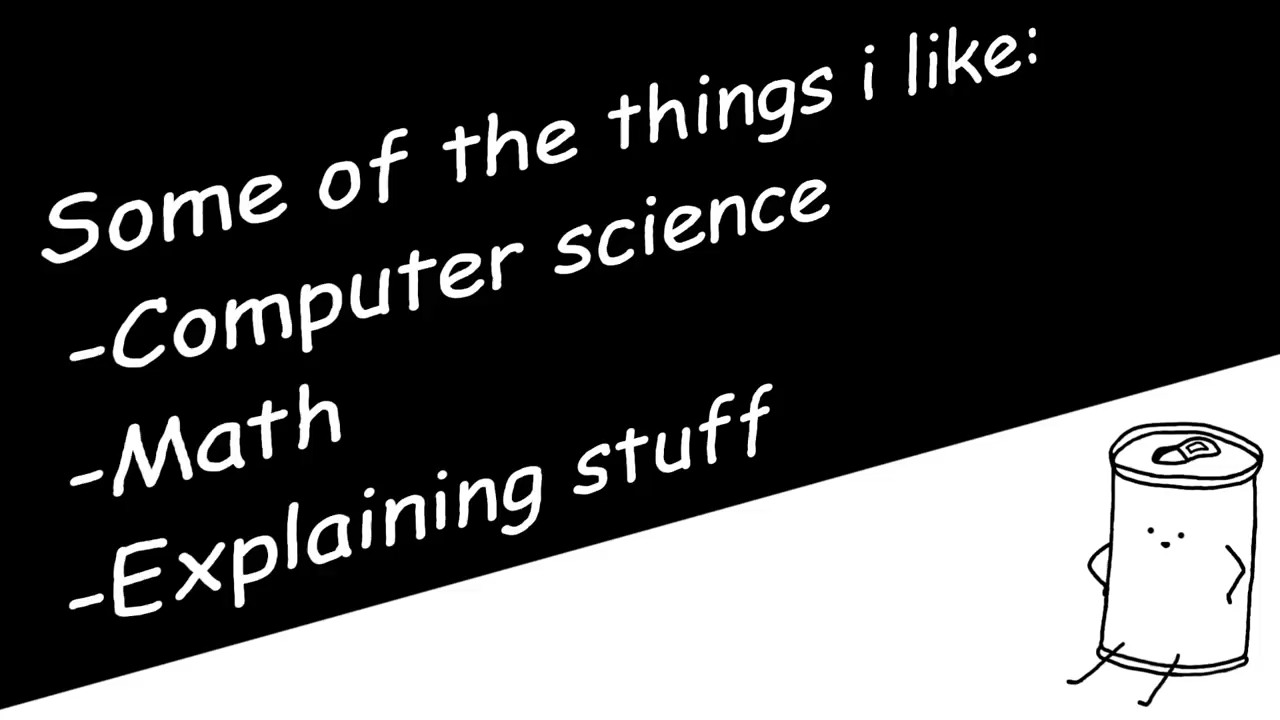 Some of the things i like:
-Computer science
-Math
-Explaining stuff